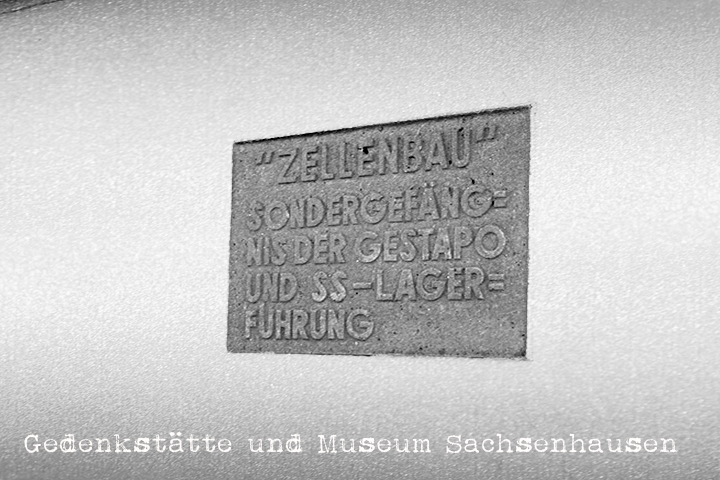 "ZELLENBAU"
SONDERGEFÄNG=
NIS DER GESTAPO
UND SS-LAGER=
FÜHRUNG
Gedenkstätte und Museum Sachsenhausen